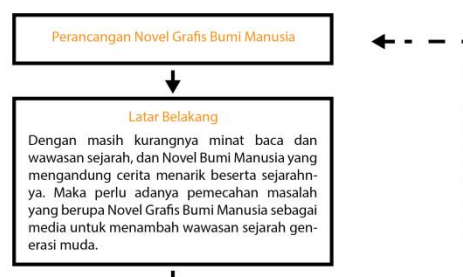 Perancangan Novel Grafis Bumi Manusia
Latar Belakang
Dengan masih kurangnya minat baca dan
wawasan sejarah, dan Novel Bumi Manusia yang
mengandung cerita menarik beserta sejarahn-
ya. Maka perlu adanya pemecahan masalah
yang berupa Novel Grafis Bumi Manusia sebagai
media untuk menambah wawasan sejarah gen-
erasi muda.